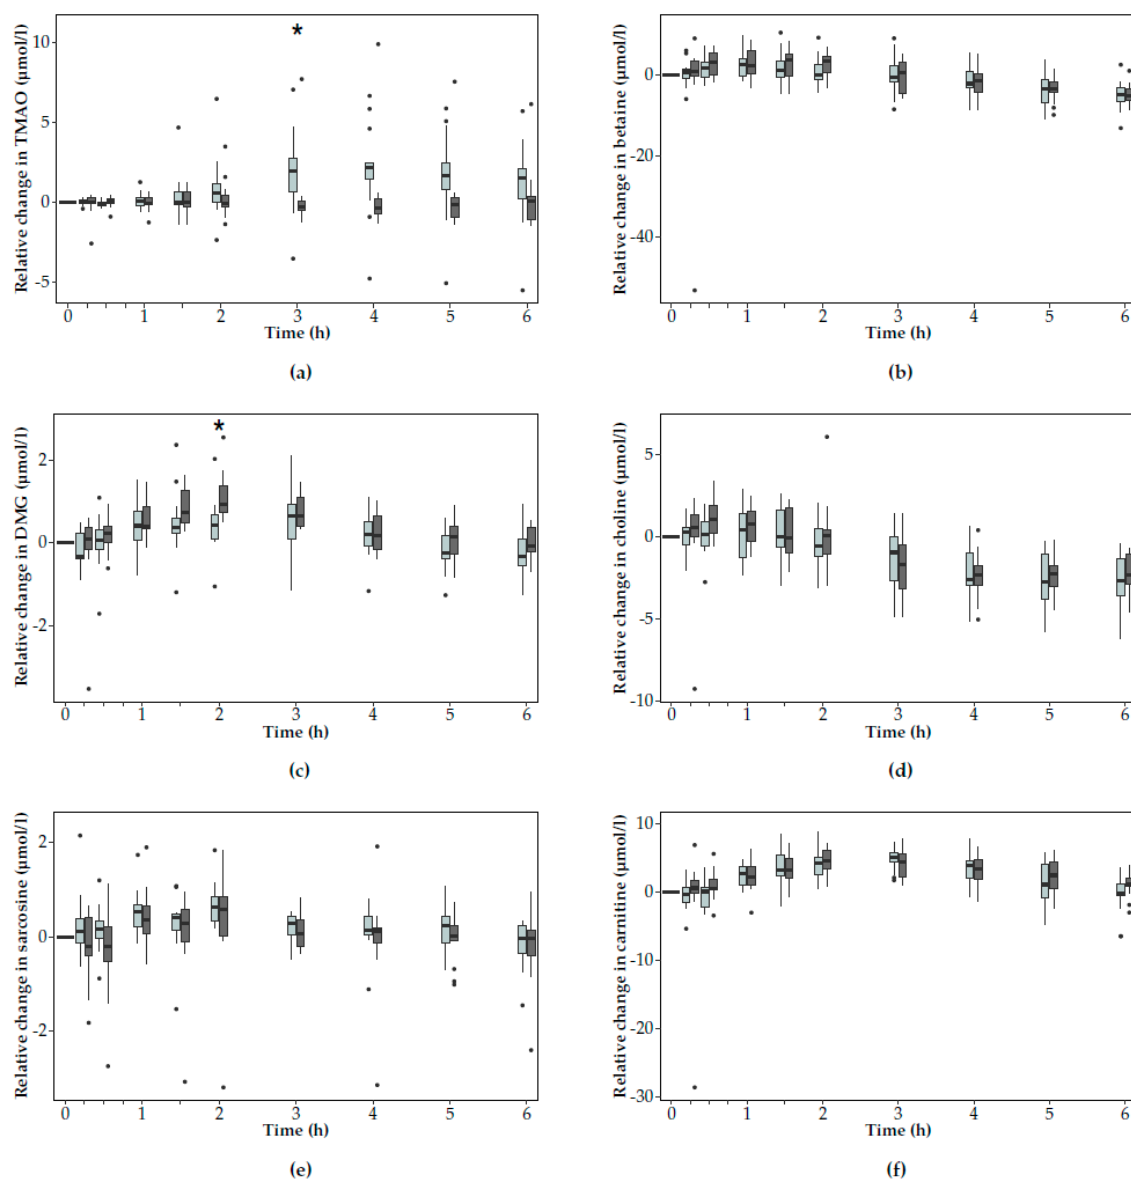 Relative change in TMAO (µmol/l)
10
5
0
-5
*
0 1 2 3 4 5 6
Time (h)
(a)
Relative change in betaine (µmol/l)
0
-20
-40
0 1 2 3 4 5 6
Time (h)
(b)
Relative change in DMG (µmol/l)
2
0
-2
*
0 1 2 3 4 5 6
Time (h)
(c)
Relative change in choline (µmol/l)
5
0
-5
-10
0 1 2 3 4 5 6
Time (h)
(d)
Relative change in sarcosine (µmol/l)
2
0
-2
0 1 2 3 4 5 6
Time (h)
(e)
Relative change in carnitine (µmol/l)
10
0
-10
-20
-30
0 1 2 3 4 5 6
Time (h)
(f)